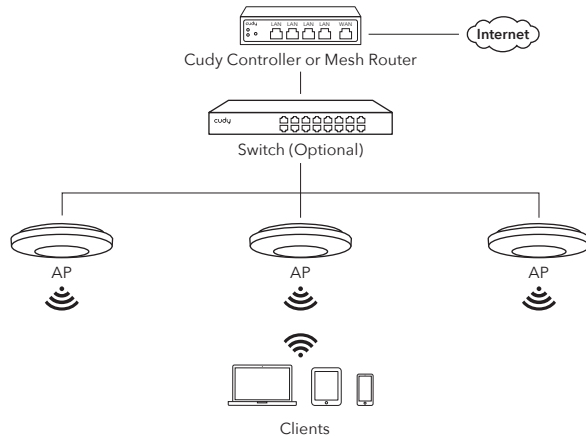 cudy LAN LAN LAN LAN WAN
Internet
Cudy Controller or Mesh Router
cudy
Switch (Optional)
AP AP AP
Clients